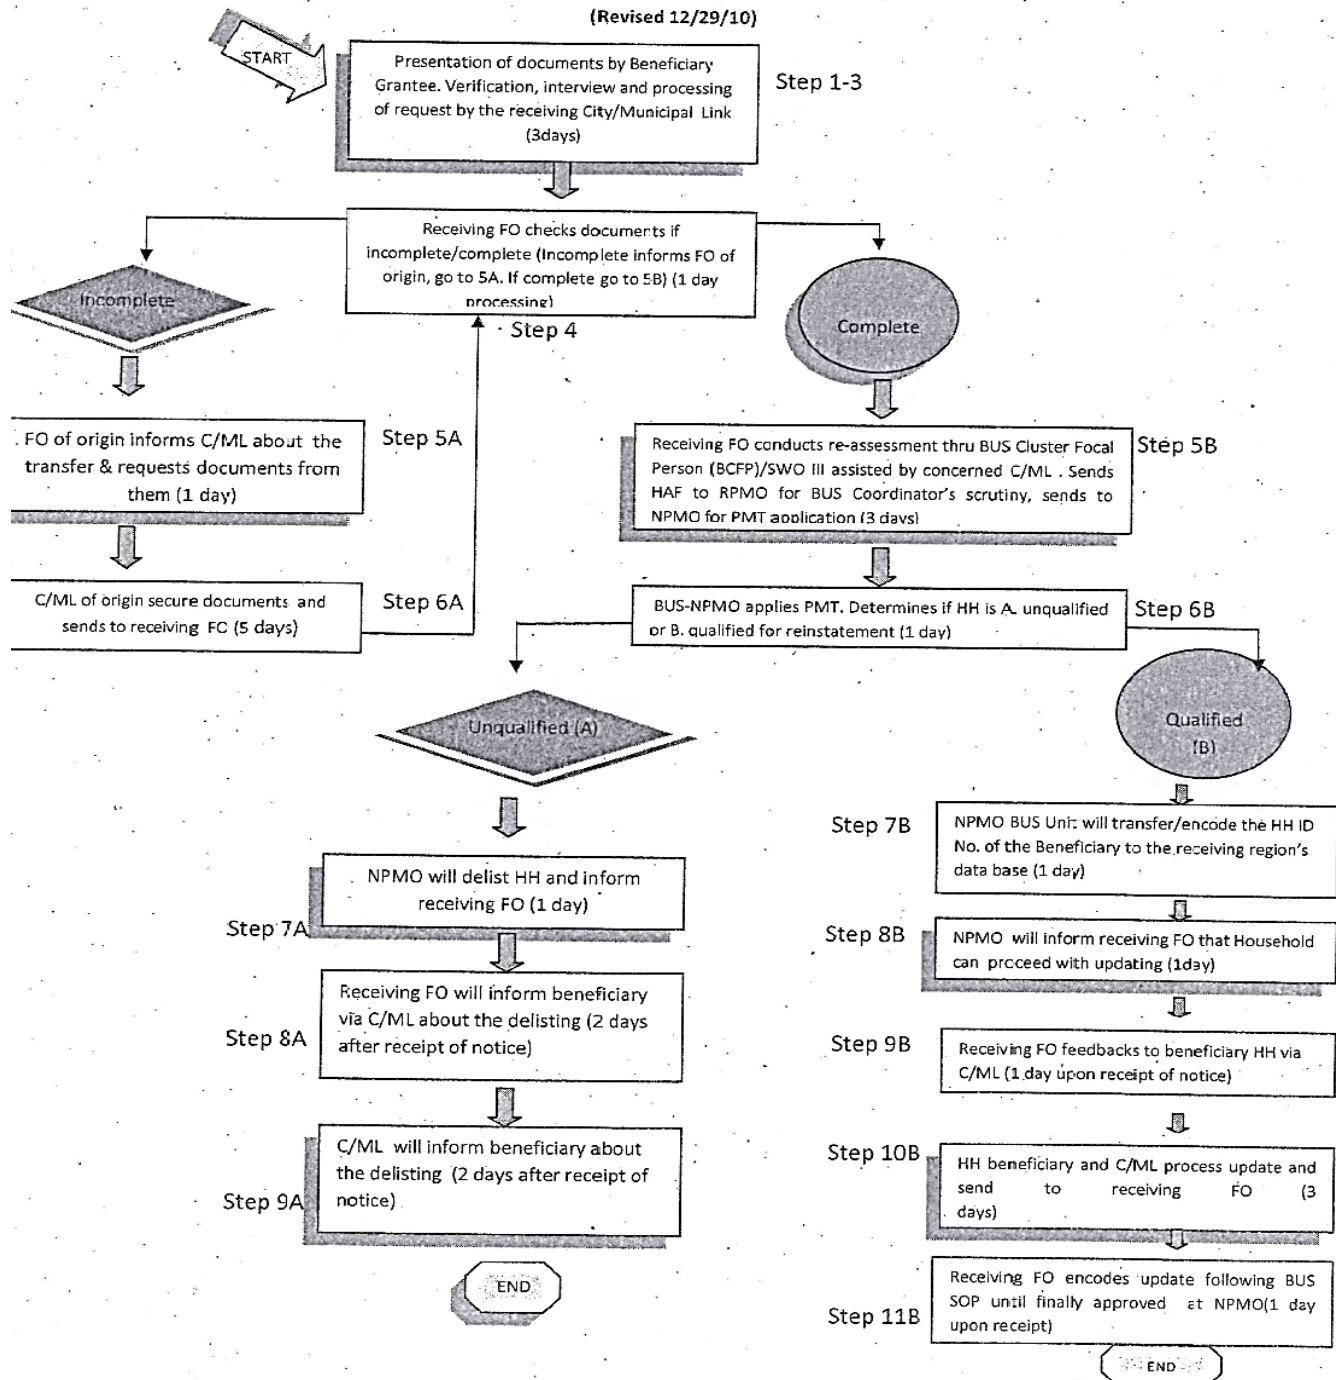 (Revised 12/29/10)
START
Presentation of documents by Beneficiary
Grantee. Verification, interview and processing
of request by the receiving City/Municipal Link
(3days)
Step 1-3
Receiving FO checks documents if
incomplete/complete (Incomplete informs FO of
origin, go to 5A. If complete go to 5B) (1 day
processing)
Step 4
Incomplete
Complete
. FO of origin informs C/ML about the
transfer & requests documents from
them (1 day)
Step 5A
Receiving FO conducts re-assessment thru BUS Cluster Focal
Person (BCFP)/SWO III assisted by concerned C/ML . Sends
HAF to RPMO for BUS Coordinator's scrutiny, sends to
NPMO for PMT application (3 days)
Step 5B
C/ML of origin secure documents and
sends to receiving FC (5 days)
Step 6A
BUS-NPMO applies PMT. Determines if HH is A. unqualified
or B. qualified for reinstatement (1 day)
Step 6B
Unqualified (A)
Qualified
(B)
NPMO will delist HH and inform
receiving FO (1 day)
Step 7A
Receiving FO will inform beneficiary
via C/ML about the delisting (2 days
after receipt of notice)
Step 8A
C/ML will inform beneficiary about
the delisting (2 days after receipt of
notice)
Step 9A
END
Step 7B
NPMO BUS Unit will transfer/encode the HH ID
No. of the Beneficiary to the receiving region's
data base (1 day)
Step 8B
NPMO will inform receiving FO that Household
can proceed with updating (1day)
Step 9B
Receiving FO feedbacks to beneficiary HH via
C/ML (1 day upon receipt of notice)
Step 10B
HH beneficiary and C/ML process update and
send to receiving FO (3
days)
Step 11B
Receiving FO encodes update following BUS
SOP until finally approved at NPMO(1 day
upon receipt)
END